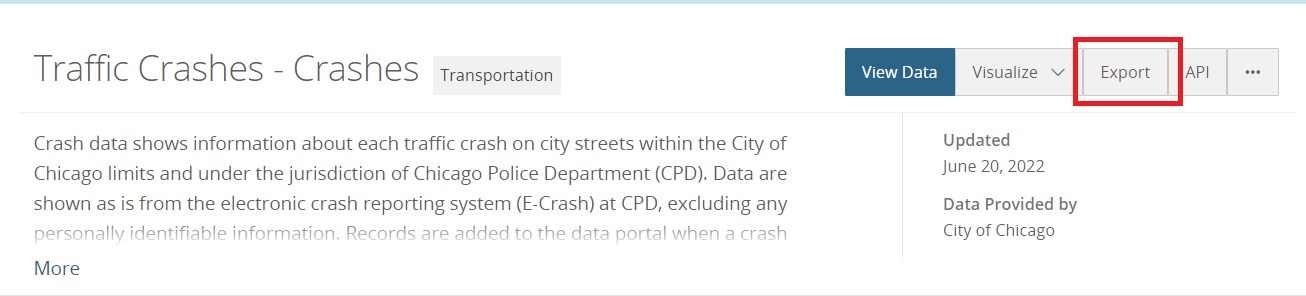 Traffic Crashes - Crashes
Transportation
View Data
Visualize
Export
API
Crash data shows information about each traffic crash on city streets within the City of
Chicago limits and under the jurisdiction of Chicago Police Department (CPD). Data are
shown as is from the electronic crash reporting system (E-Crash) at CPD, excluding any
personally identifiable information. Records are added to the data portal when a crash
More
Updated
June 20, 2022
Data Provided by
City of Chicago